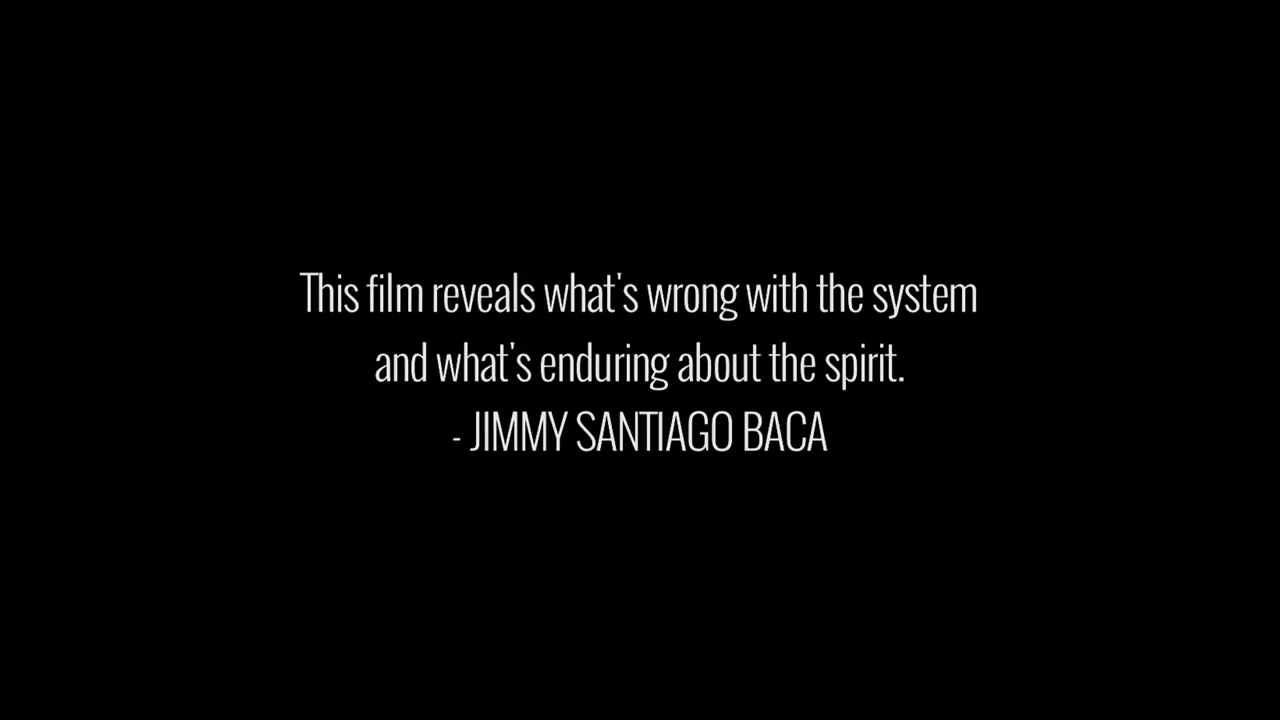 This film reveals what's wrong with the system
and what's enduring about the spirit.
- JIMMY SANTIAGO BACA